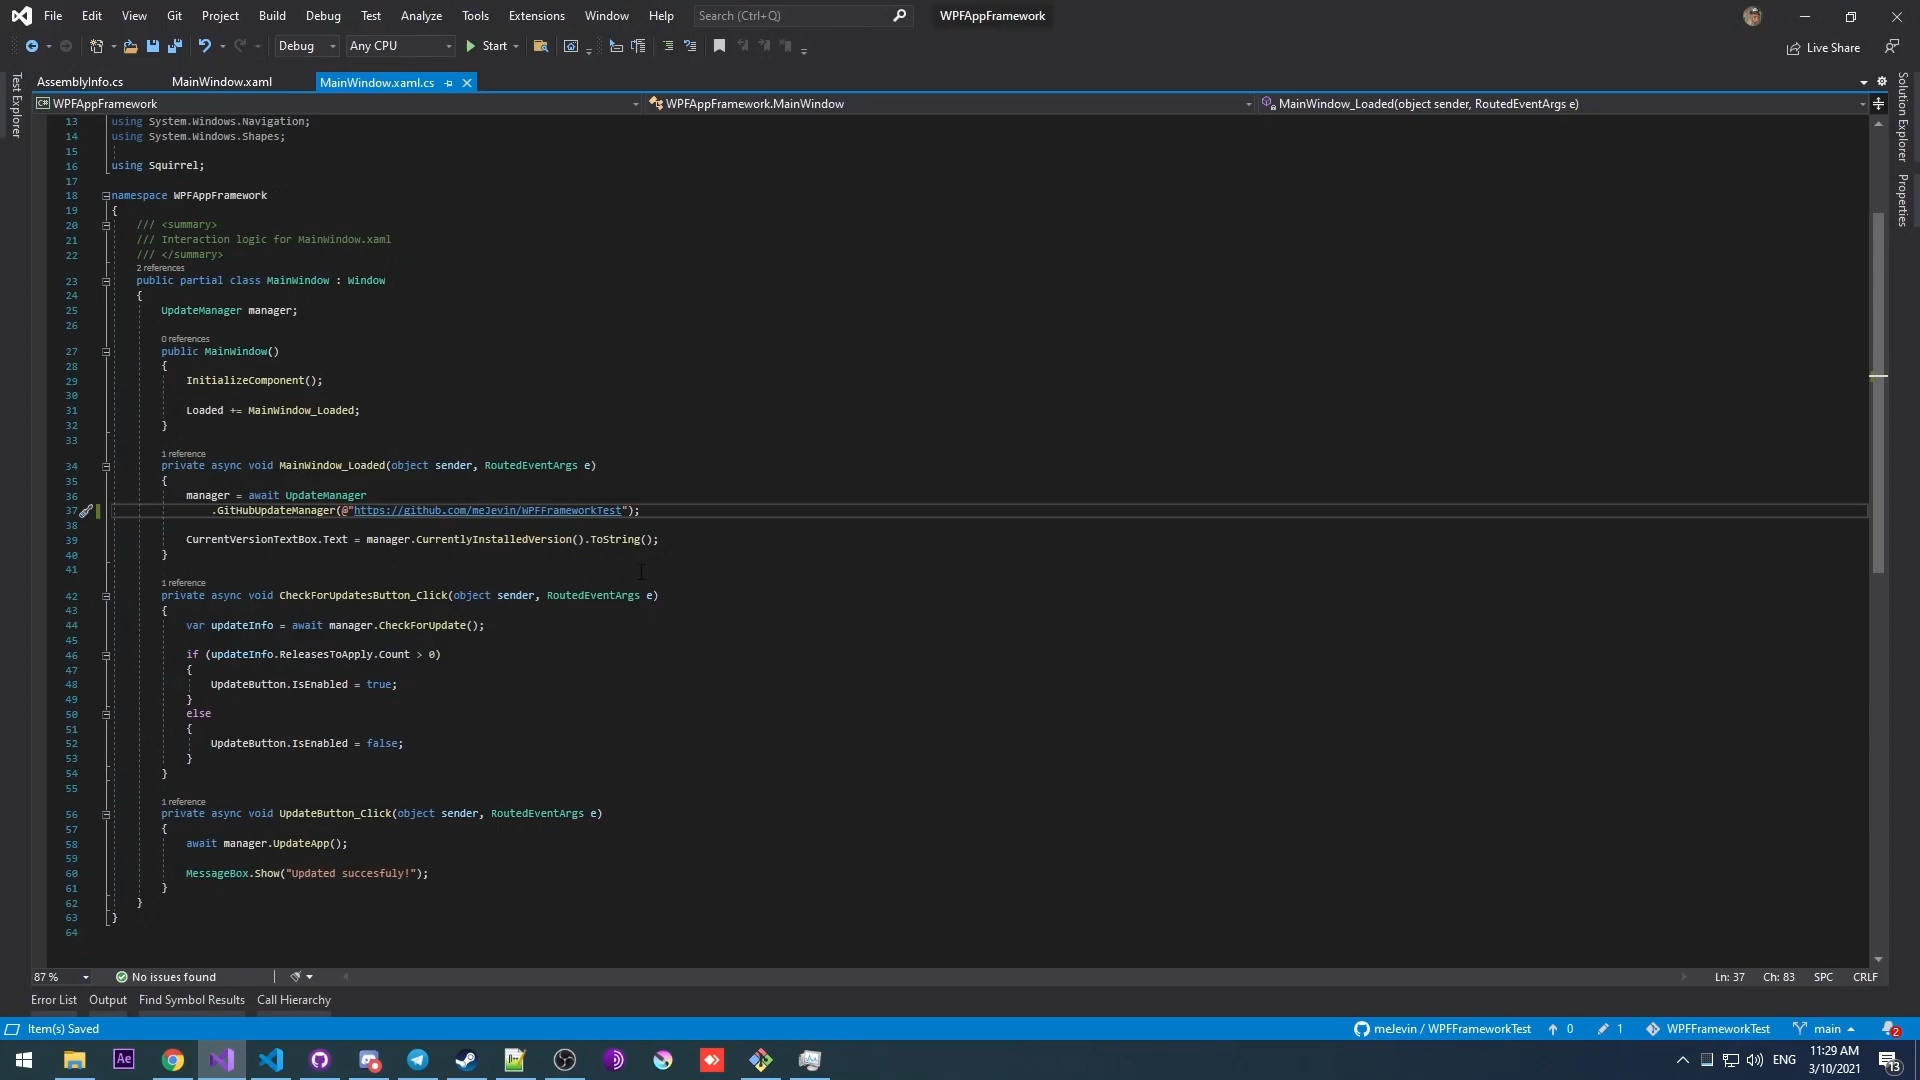 File Edit View Git Project Build Debug Test Analyze Tools Extensions Window Help Search (Ctrl+Q) WPFAppFramework
Debug Any CPU Start Live Share
Test Explorer
AssemblyInfo.cs MainWindow.xaml MainWindow.xaml.cs
WPFAppFramework WPFAppFramework.MainWindow MainWindow_Loaded(object sender, RoutedEventArgs e)
Solution Explorer
Properties
13 using System.Windows.Navigation;
14 using System.Windows.Shapes;
15
16 using Squirrel;
17
18 namespace WPFAppFramework
19 {
20 /// <summary>
21 /// Interaction logic for MainWindow.xaml
22 /// </summary>
2 references
23 public partial class MainWindow : Window
24 {
25 UpdateManager manager;
26
0 references
27 public MainWindow()
28 {
29 InitializeComponent();
30
31 Loaded += MainWindow_Loaded;
32 }
33
1 reference
34 private async void MainWindow_Loaded(object sender, RoutedEventArgs e)
35 {
36 manager = await UpdateManager
37 .GitHubUpdateManager(@"https://github.com/meJevin/WPFFrameworkTest");
38
39 CurrentVersionTextBox.Text = manager.CurrentlyInstalledVersion().ToString();
40 }
41
1 reference
42 private async void CheckForUpdatesButton_Click(object sender, RoutedEventArgs e)
43 {
44 var updateInfo = await manager.CheckForUpdate();
45
46 if (updateInfo.ReleasesToApply.Count > 0)
47 {
48 UpdateButton.IsEnabled = true;
49 }
50 else
51 {
52 UpdateButton.IsEnabled = false;
53 }
54 }
55
1 reference
56 private async void UpdateButton_Click(object sender, RoutedEventArgs e)
57 {
58 await manager.UpdateApp();
59
60 MessageBox.Show("Updated succesfuly!");
61 }
62 }
63 }
64
87 % No issues found Ln: 37 Ch: 83 SPC CRLF
Error List Output Find Symbol Results Call Hierarchy
Item(s) Saved meJevin / WPFFrameworkTest 0 1 WPFFrameworkTest main 2
Ae ENG 11:29 AM
3/10/2021 13